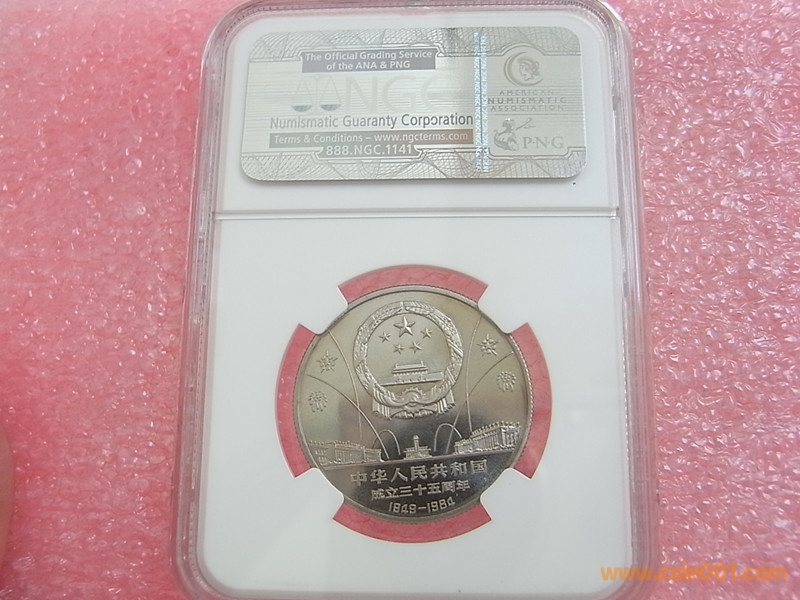 The Official Grading Service
of the ANA & PNG
NGC
Numismatic Guaranty Corporation
Terms & Conditions – www.ngcterms.com
888.NGC.1141
AMERICAN
NUMISMATIC
ASSOCIATION
P·N·G
中华人民共和国
成立三十五周年
1949-1984
www.coin001.com